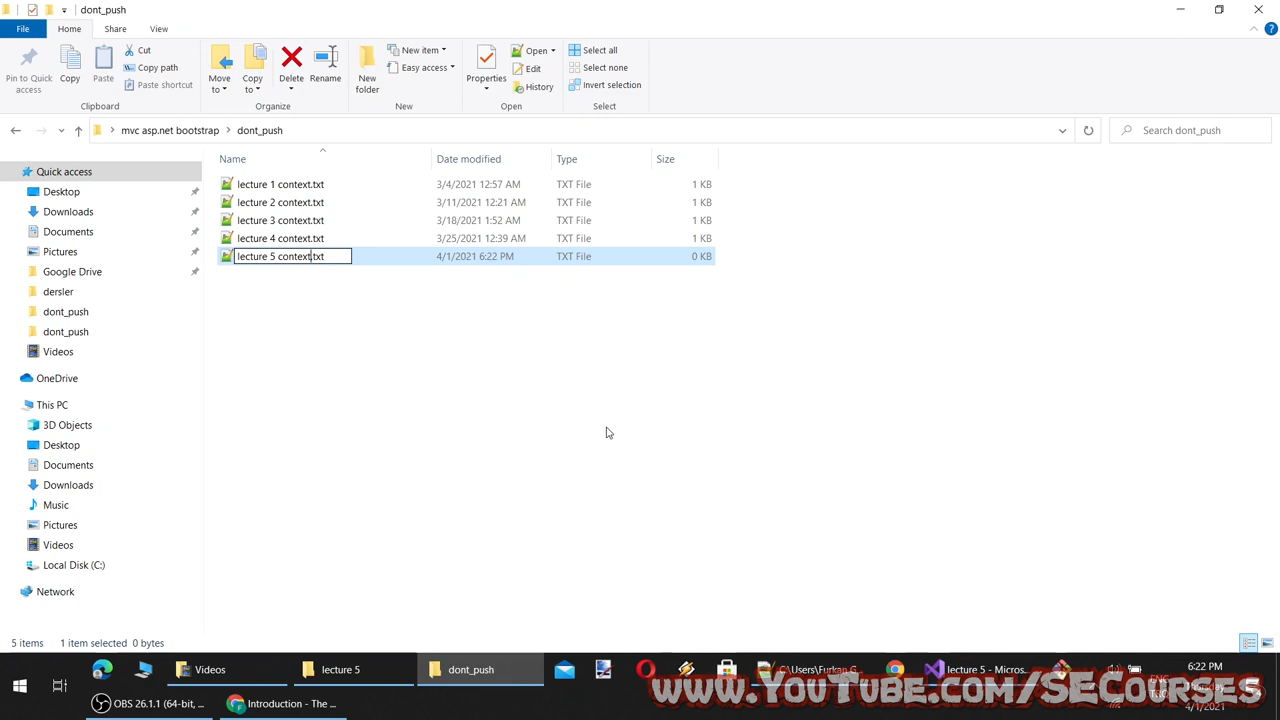 dont_push
File
Home
Share
View
Pin to Quick access
Copy
Paste
Cut
Copy path
Paste shortcut
Clipboard
Move to
Copy to
Delete
Rename
Organize
New folder
New item
Easy access
New
Properties
Open
Edit
History
Open
Select all
Select none
Invert selection
Select
mvc asp.net bootstrap > dont_push
Search dont_push
Name Date modified Type Size
lecture 1 context.txt 3/4/2021 12:57 AM TXT File 1 KB
lecture 2 context.txt 3/11/2021 12:21 AM TXT File 1 KB
lecture 3 context.txt 3/18/2021 1:52 AM TXT File 1 KB
lecture 4 context.txt 3/25/2021 12:39 AM TXT File 1 KB
lecture 5 context.txt 4/1/2021 6:22 PM TXT File 0 KB
Quick access
Desktop
Downloads
Documents
Pictures
Google Drive
dersler
dont_push
dont_push
Videos
OneDrive
This PC
3D Objects
Desktop
Documents
Downloads
Music
Pictures
Videos
Local Disk (C:)
Network
5 items 1 item selected 0 bytes
Videos
lecture 5
dont_push
C:\Users\Furkan G...
lecture 5 - Micros...
ENG
6:22 PM
Thursday
4/1/2021
OBS 26.1.1 (64-bit, ...
Introduction - The ...
www.YouTube.com/SECourses